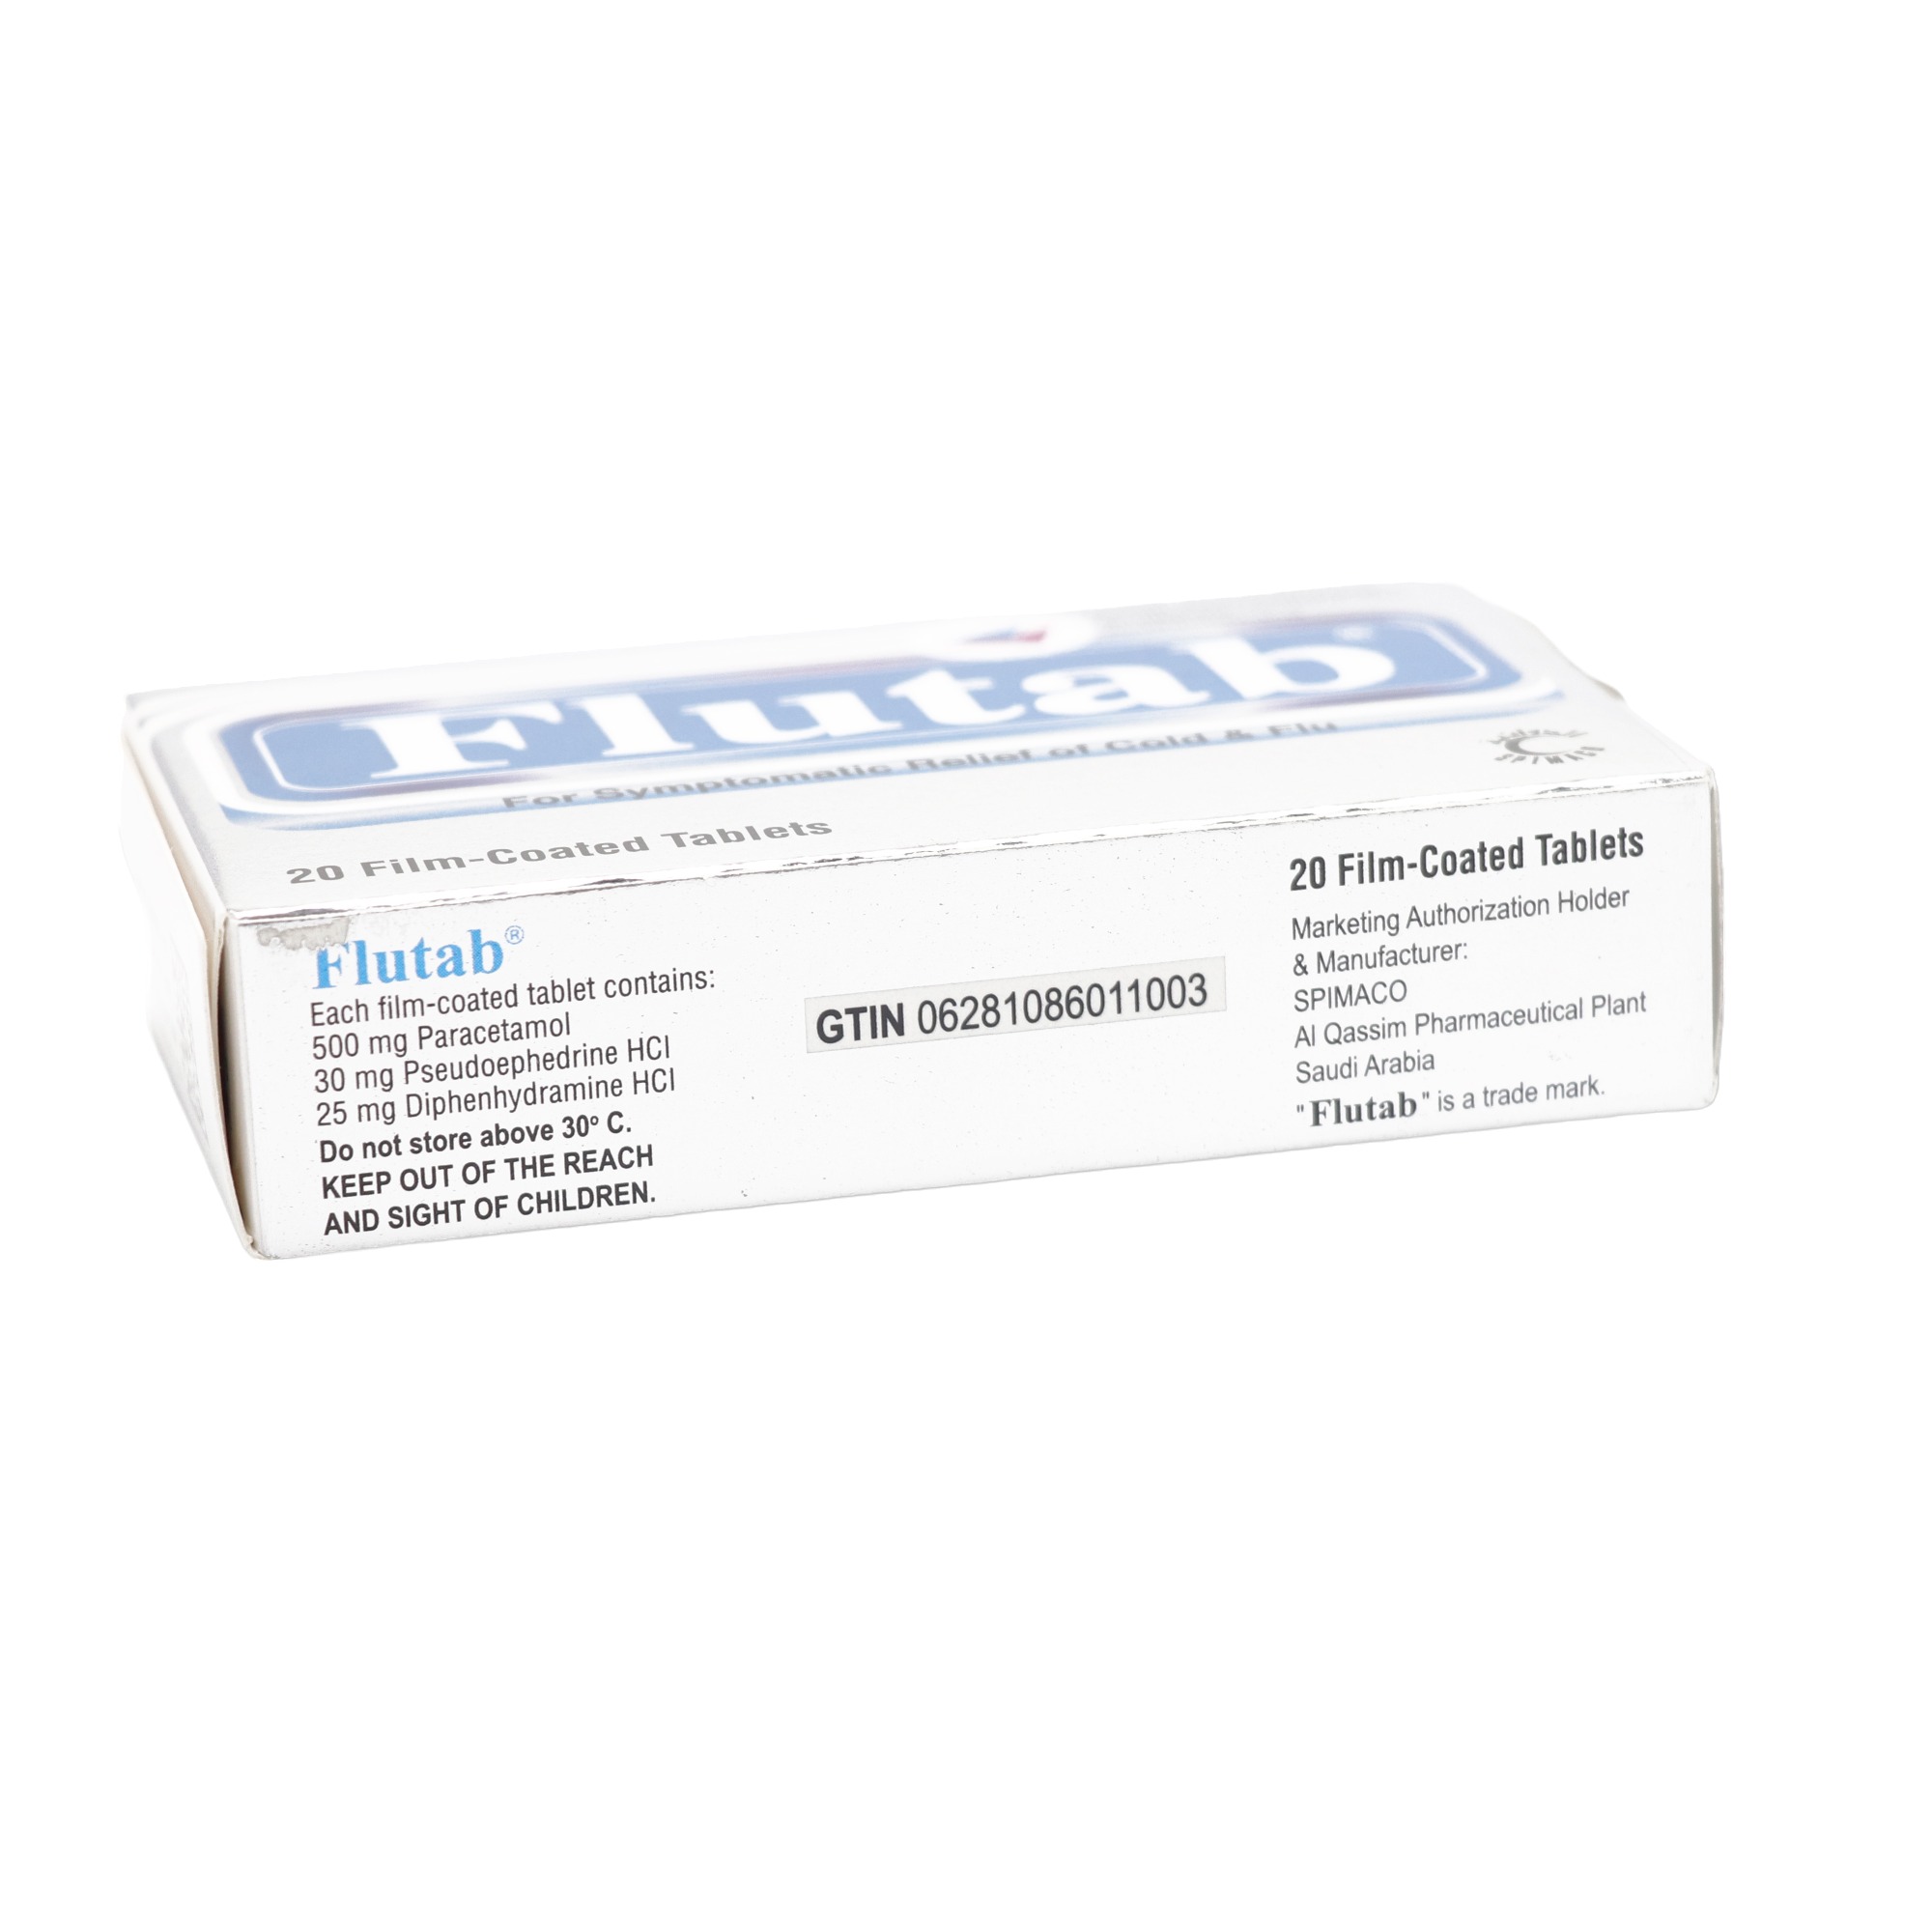 Flutab®
For Symptomatic Relief of Cold & Flu
SPIMACO
20 Film-Coated Tablets
Flutab®
Each film-coated tablet contains:
500 mg Paracetamol
30 mg Pseudoephedrine HCl
25 mg Diphenhydramine HCl
Do not store above 30° C.
KEEP OUT OF THE REACH
AND SIGHT OF CHILDREN.
GTIN 06281086011003
20 Film-Coated Tablets
Marketing Authorization Holder
& Manufacturer:
SPIMACO
Al Qassim Pharmaceutical Plant
Saudi Arabia
"Flutab" is a trade mark.